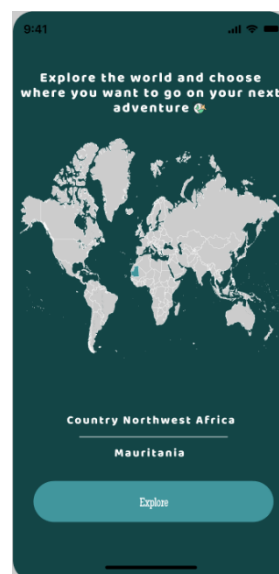 9:41
Explore the world and choose
where you want to go on your next
adventure
Country Northwest Africa
Mauritania
Explore